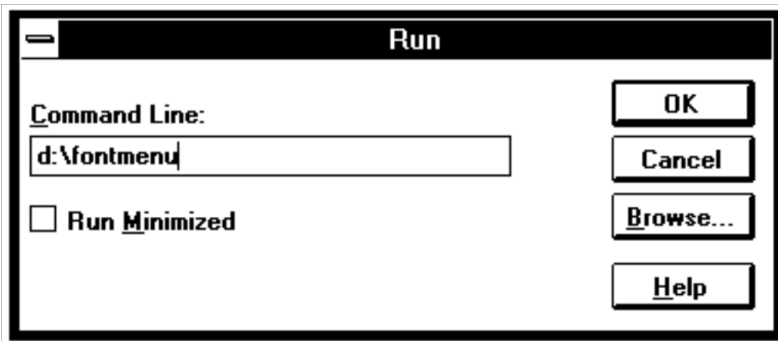 Run
Command Line:
d:\fontmenu
Run Minimized
OK
Cancel
Browse...
Help